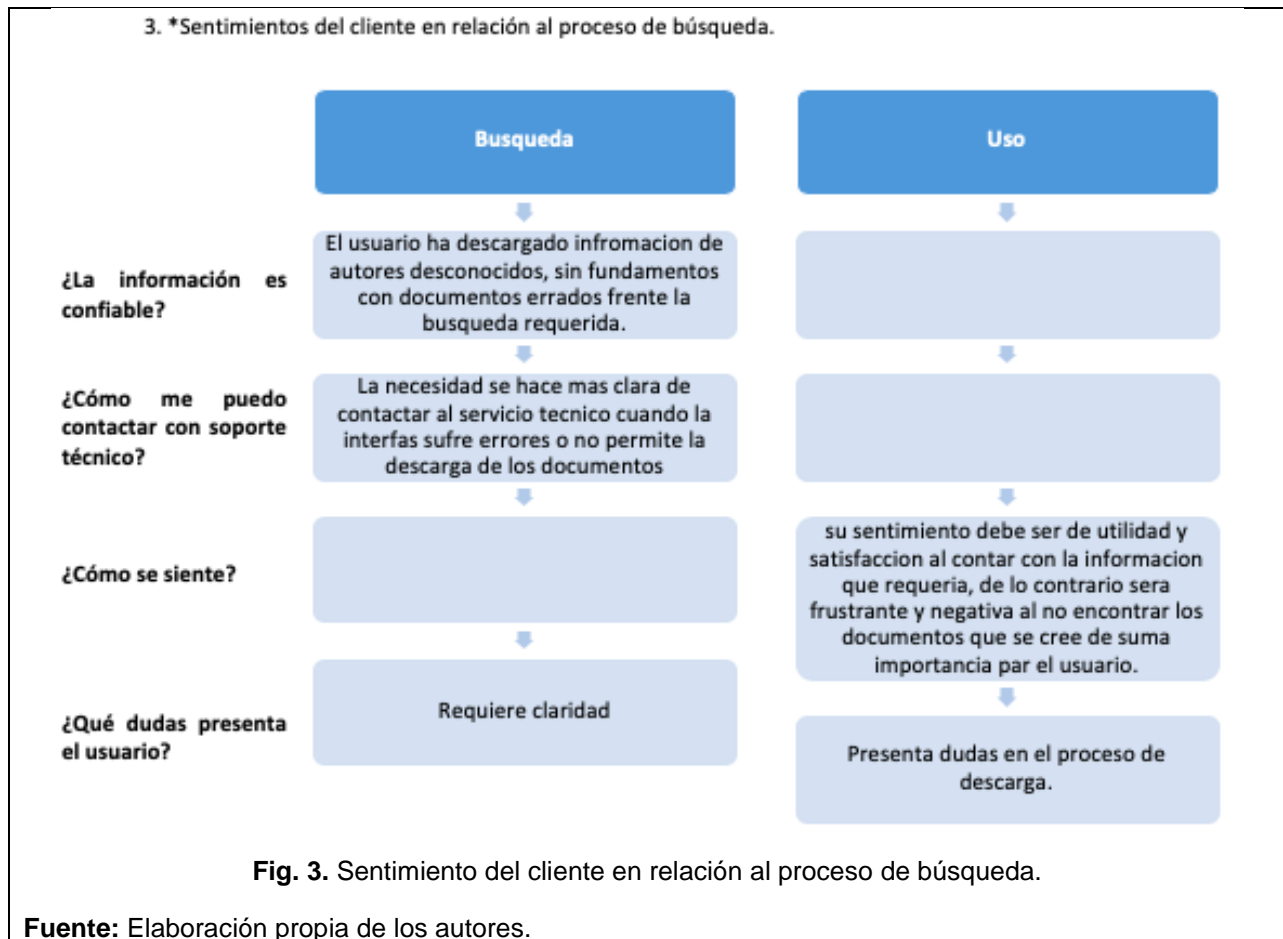 3. *Sentimientos del cliente en relación al proceso de búsqueda.
Busqueda
Uso
¿La información es
confiable?
El usuario ha descargado infromacion de
autores desconocidos, sin fundamentos
con documentos errados frente la
busqueda requerida.
¿Cómo me puedo
contactar con soporte
técnico?
La necesidad se hace mas clara de
contactar al servicio tecnico cuando la
interfas sufre errores o no permite la
descarga de los documentos
¿Cómo se siente?
su sentimiento debe ser de utilidad y
satisfaccion al contar con la informacion
que requeria, de lo contrario sera
frustrante y negativa al no encontrar los
documentos que se cree de suma
importancia par el usuario.
¿Qué dudas presenta
el usuario?
Requiere claridad
Presenta dudas en el proceso de
descarga.
Fig. 3. Sentimiento del cliente en relación al proceso de búsqueda.
Fuente: Elaboración propia de los autores.